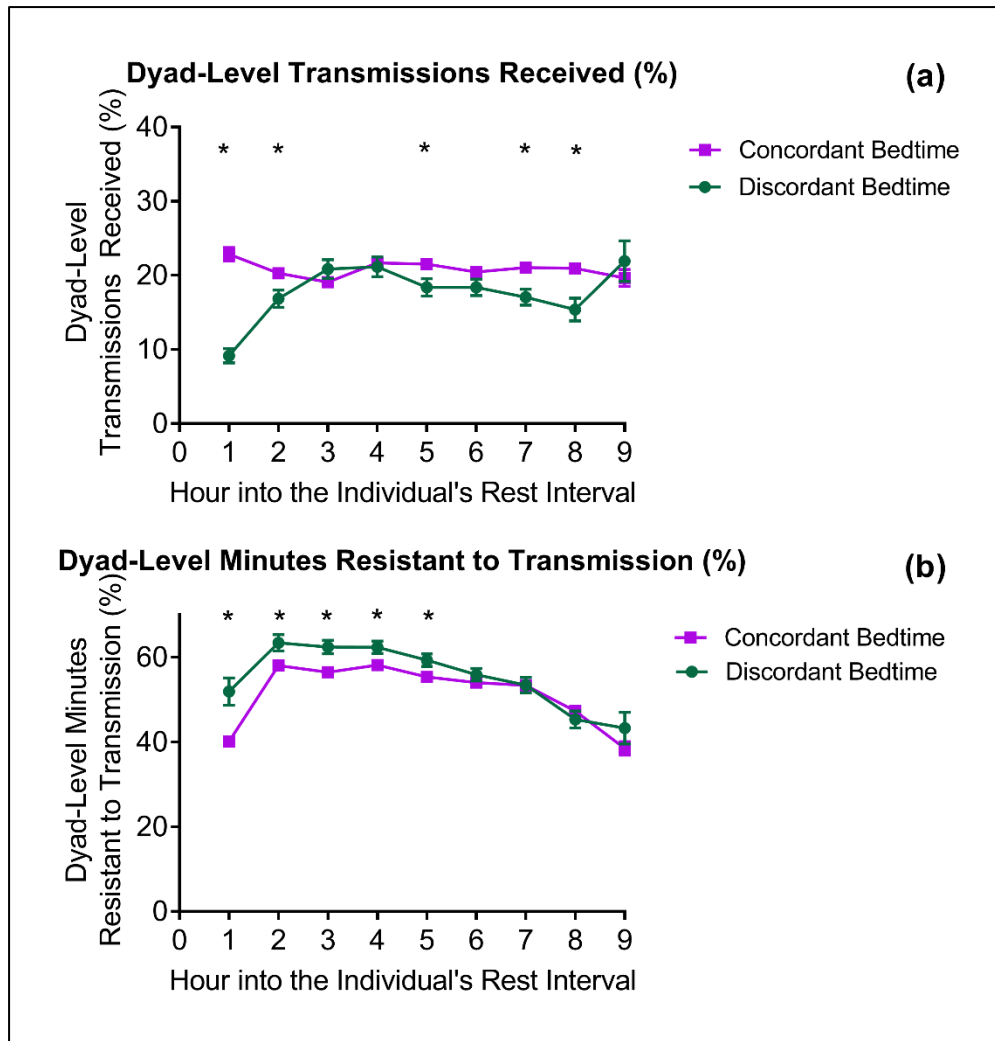 Dyad-Level Transmissions Received (%)
(a)
Dyad-Level
Transmissions Received (%)
40
30
20
10
0
* * * * *
Concordant Bedtime
Discordant Bedtime
0 1 2 3 4 5 6 7 8 9
Hour into the Individual's Rest Interval
Dyad-Level Minutes Resistant to Transmission (%)
(b)
Dyad-Level Minutes
Resistant to Transmission (%)
60
40
20
0
* * * * *
Concordant Bedtime
Discordant Bedtime
0 1 2 3 4 5 6 7 8 9
Hour into the Individual's Rest Interval